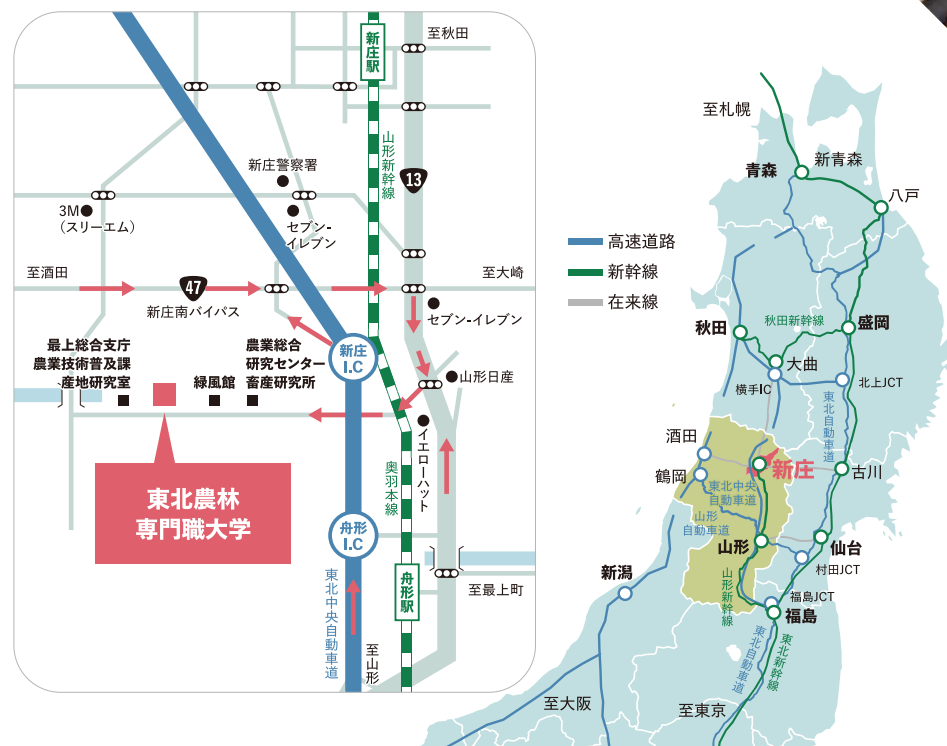 至秋田
新庄駅
山形新幹線
13
新庄警察署
3M
（スリーエム）
セブン-
イレブン
至酒田
47
新庄南バイパス
至大崎
セブン-イレブン
新庄
I.C
最上総合支庁
農業技術普及課
産地研究室
緑風館
農業総合
研究センター
畜産研究所
山形日産
イエローハット
東北農林
専門職大学
奥羽本線
舟形
I.C
舟形駅
至最上町
東北中央自動車道
至山形
高速道路
新幹線
在来線
至札幌
青森
新青森
八戸
秋田
秋田新幹線
盛岡
大曲
横手IC
北上JCT
東北自動車道
酒田
鶴岡
新庄
古川
東北中央
自動車道
山形
自動車道
山形
仙台
村田JCT
新潟
山形新幹線
福島JCT
福島
東北自動車道
東北新幹線
至大阪
至東京